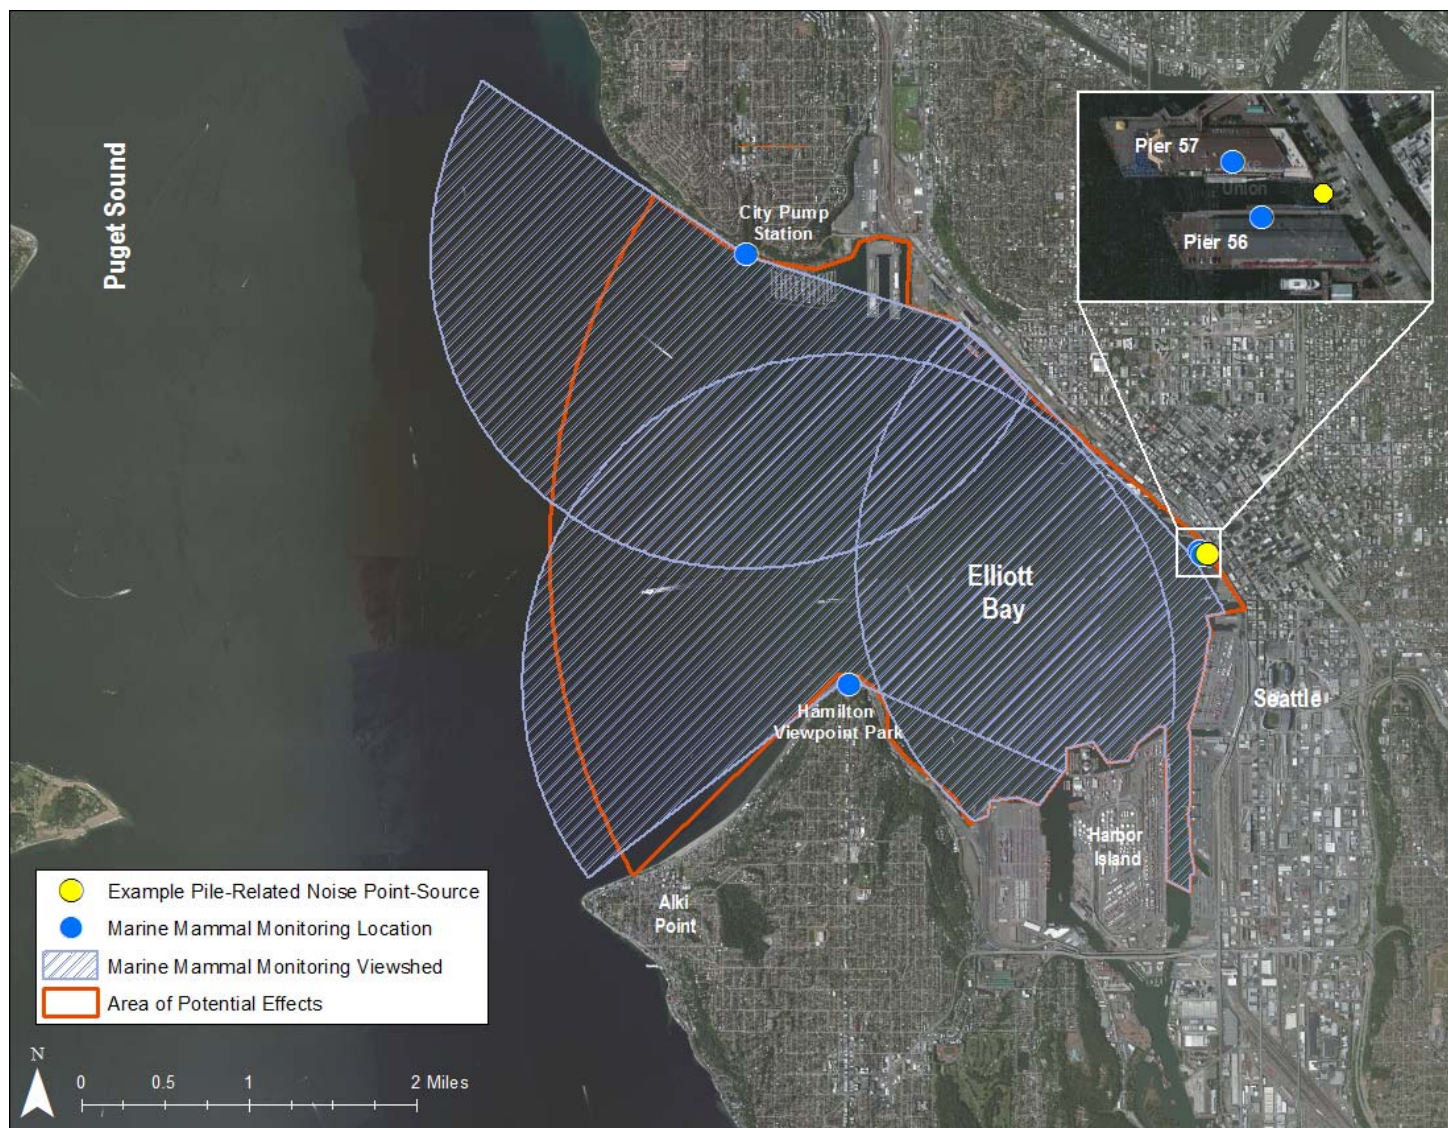 Puget Sound
City Pump
Station
Pier 57
Lake
Union
Pier 56
Elliott
Bay
Hamilton
Viewpoint Park
Seattle
Harbor
Island
Alki
Point
Example Pile-Related Noise Point-Source
Marine Mammal Monitoring Location
Marine Mammal Monitoring Viewshed
Area of Potential Effects
N
0 0.5 1 2 Miles